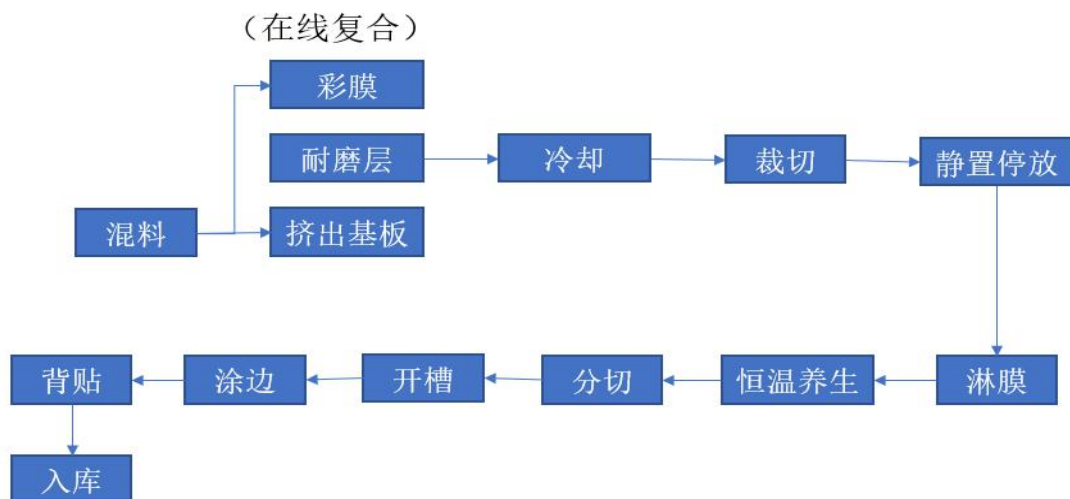 （在线复合）
彩膜
耐磨层
冷却
裁切
静置停放
混料
挤出基板
背贴
涂边
开槽
分切
恒温养生
淋膜
入库